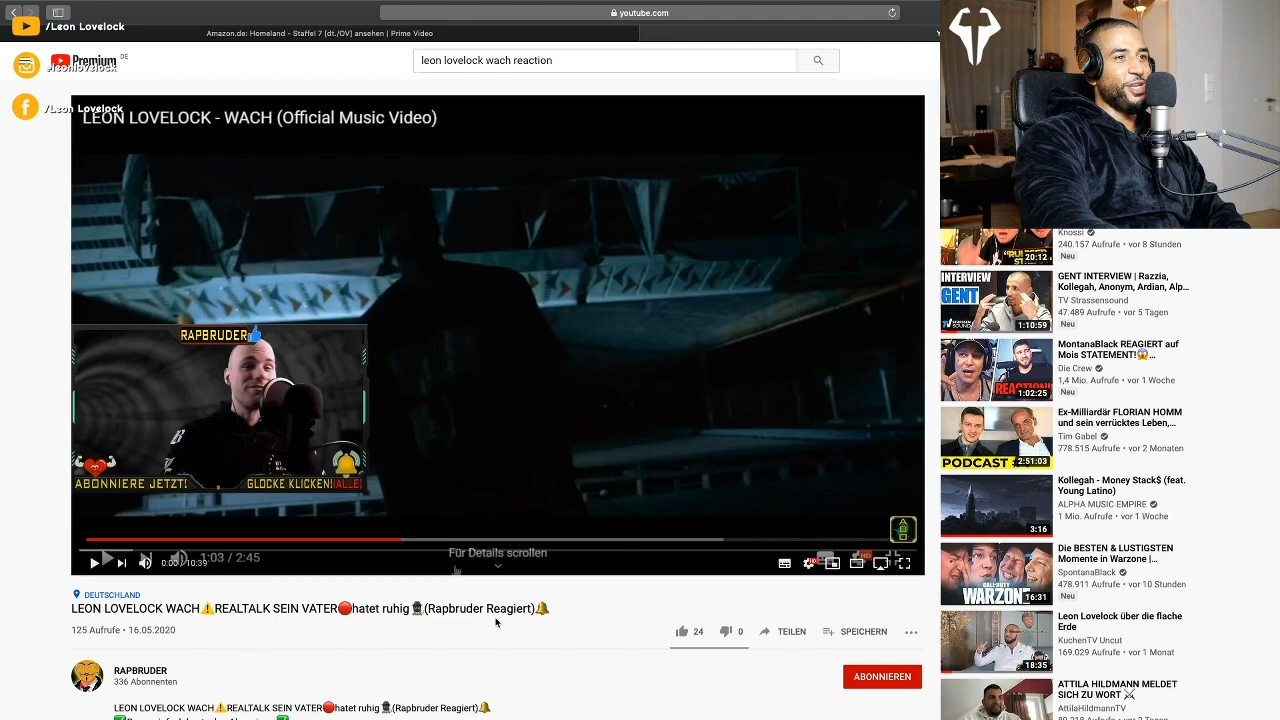 /Leon Lovelock
youtube.com
Amazon.de: Homeland - Staffel 7 [dt./OV] ansehen | Prime Video
Premium DE
leon lovelock wach reaction
/leonlovelock
/Leon Lovelock
LEON LOVELOCK - WACH (Official Music Video)
RAPBRUDER
ABONNIERE JETZT! GLOCKE KLICKEN!(ALLE)
1:03 / 2:45
Für Details scrollen
0:00 / 10:39
DEUTSCHLAND
LEON LOVELOCK WACH⚠️REALTALK SEIN VATER🔴hatet ruhig(Rapbruder Reagiert)🔔
125 Aufrufe • 16.05.2020
24
0
TEILEN
SPEICHERN
RAPBRUDER
336 Abonnenten
ABONNIEREN
LEON LOVELOCK WACH⚠️REALTALK SEIN VATER🔴hatet ruhig(Rapbruder Reagiert)🔔
Knossi
240.157 Aufrufe • vor 8 Stunden
Neu
20:12
INTERVIEW
GENT
1:10:59
GENT INTERVIEW | Razzia,
Kollegah, Anonym, Ardian, Alp...
TV Strassensound
47.489 Aufrufe • vor 5 Tagen
Neu
REACTION!
1:02:25
MontanaBlack REAGIERT auf
Mois STATEMENT!😱...
Die Crew
1,4 Mio. Aufrufe • vor 1 Woche
Neu
PODCAST
2:51:03
Ex-Milliardär FLORIAN HOMM
und sein verrücktes Leben,...
Tim Gabel
778.515 Aufrufe • vor 2 Monaten
3:16
Kollegah - Money Stack$ (feat.
Young Latino)
ALPHA MUSIC EMPIRE
1 Mio. Aufrufe • vor 1 Woche
CALL OF DUTY
WARZONE
16:31
Die BESTEN & LUSTIGSTEN
Momente in Warzone |...
SpontanaBlack
478.911 Aufrufe • vor 10 Stunden
Neu
18:35
Leon Lovelock über die flache
Erde
KuchenTV Uncut
169.029 Aufrufe • vor 1 Monat
ATTILA HILDMANN MELDET
SICH ZU WORT ⚔
AttilaHildmannTV